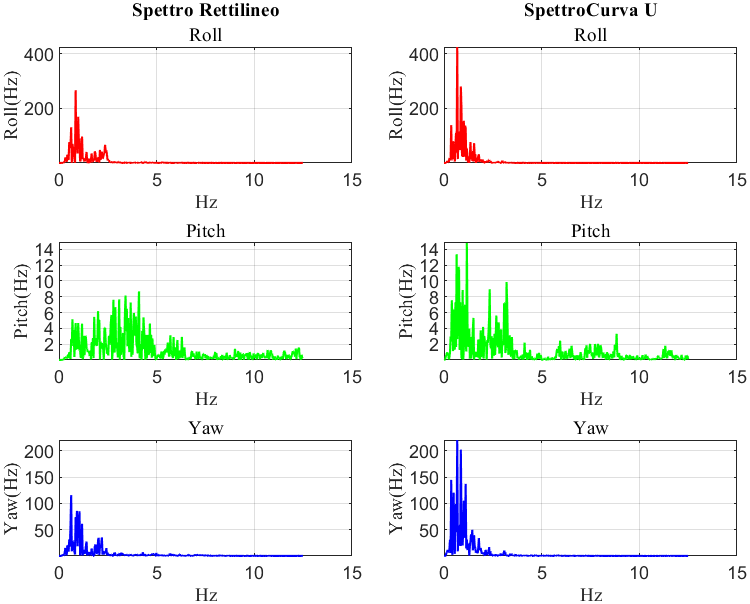 Spettro Rettilineo
Roll
Roll(Hz)
400
200
0 5 10 15
Hz
SpettroCurva U
Roll
Roll(Hz)
400
200
0 5 10 15
Hz
Pitch
Pitch(Hz)
14
12
10
8
6
4
2
0 5 10 15
Hz
Pitch
Pitch(Hz)
14
12
10
8
6
4
2
0 5 10 15
Hz
Yaw
Yaw(Hz)
200
150
100
50
0 5 10 15
Hz
Yaw
Yaw(Hz)
200
150
100
50
0 5 10 15
Hz